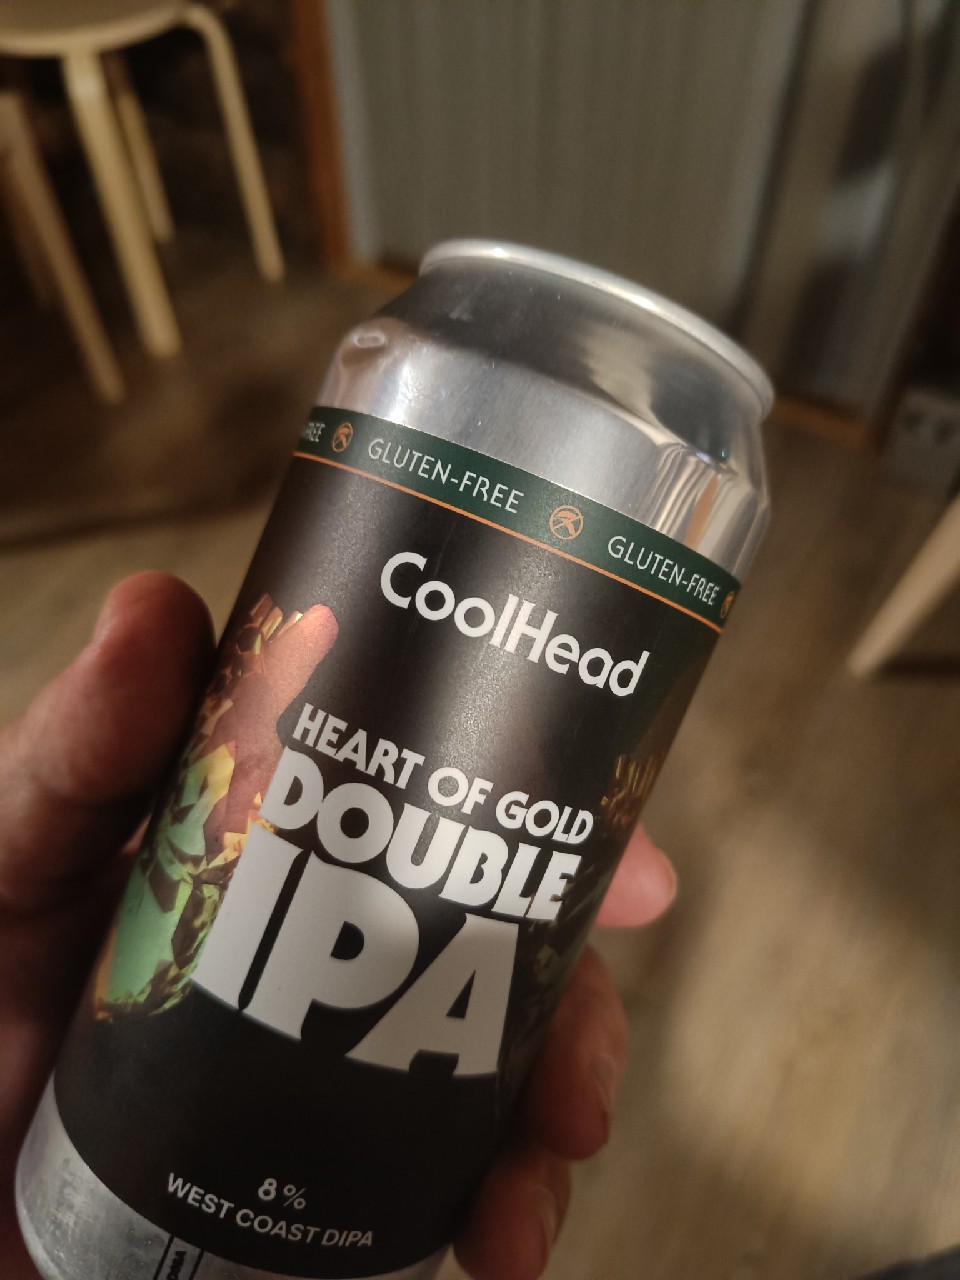 GLUTEN-FREE GLUTEN-FREE
CoolHead
HEART OF GOLD
DOUBLE
IPA
8%
WEST COAST DIPA